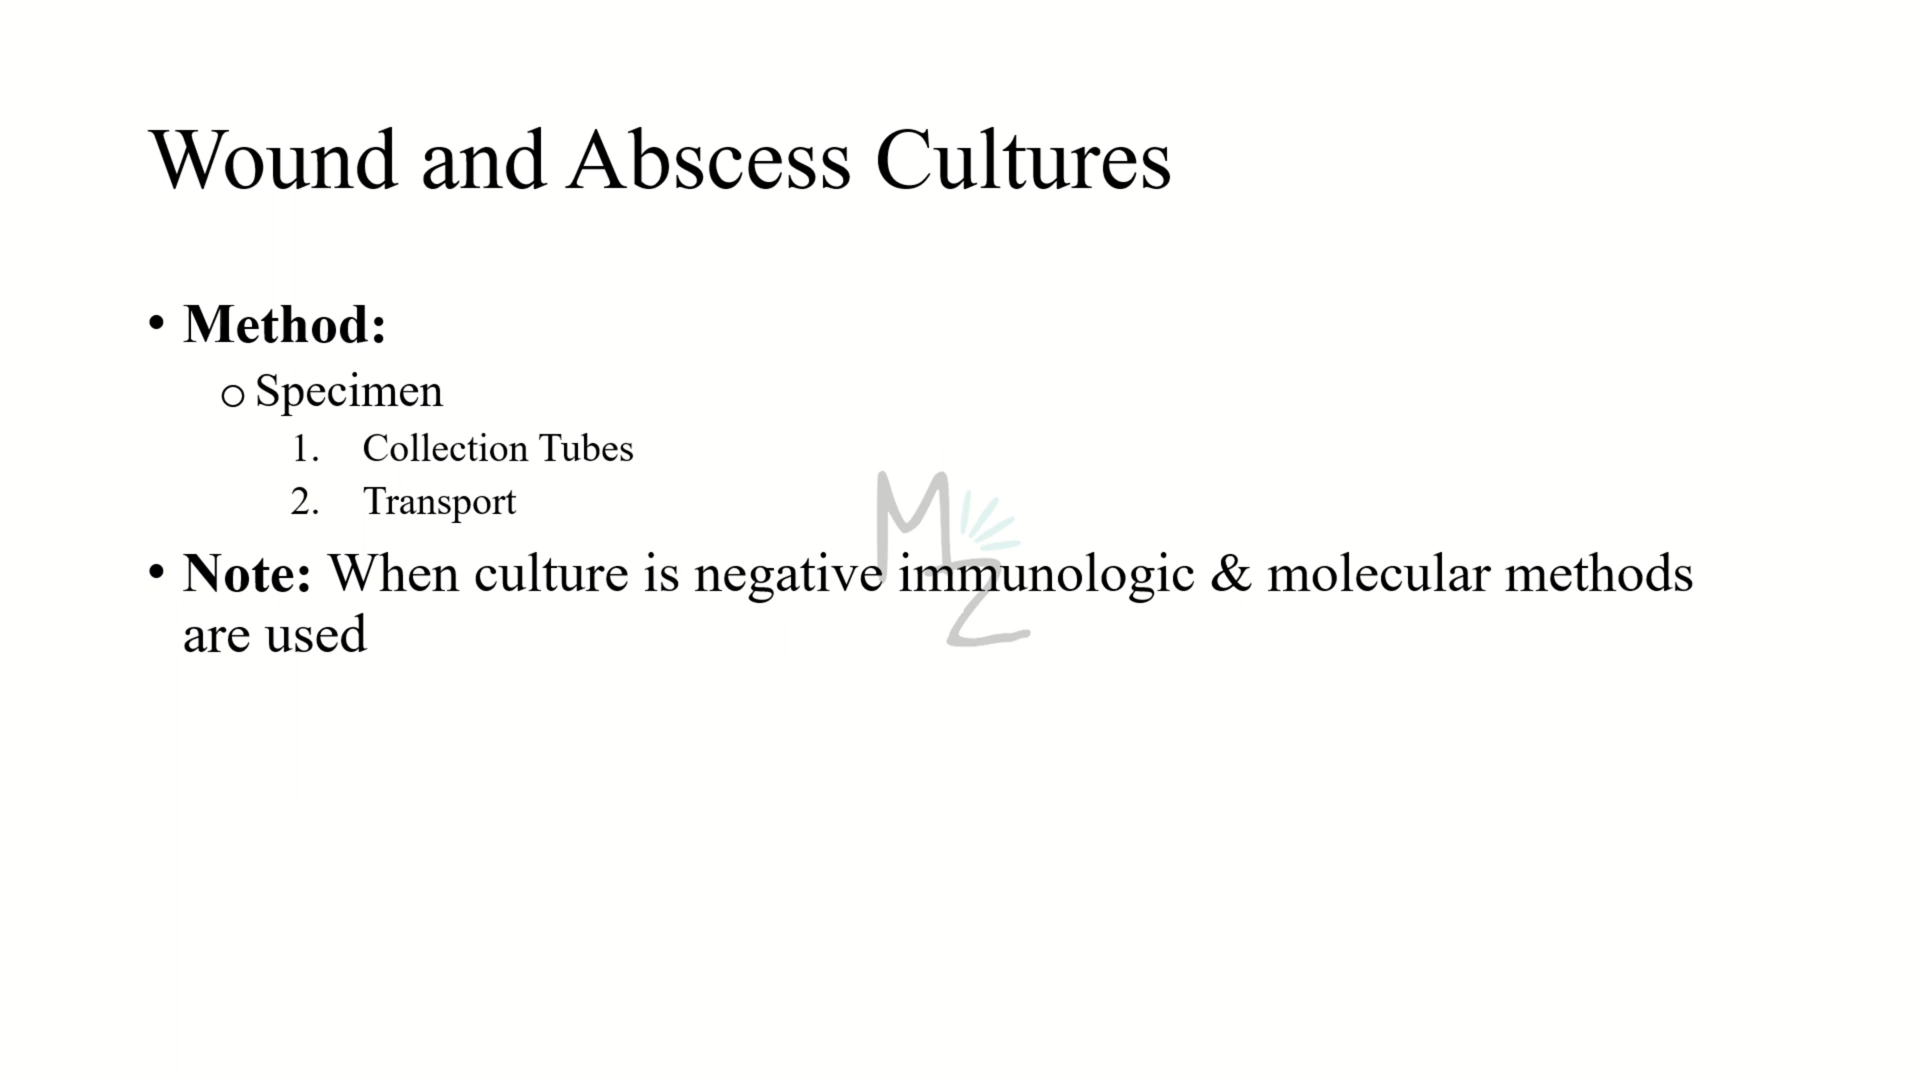 Wound and Abscess Cultures
• Method:
o Specimen
1. Collection Tubes
2. Transport
• Note: When culture is negative immunologic & molecular methods
are used
MZ